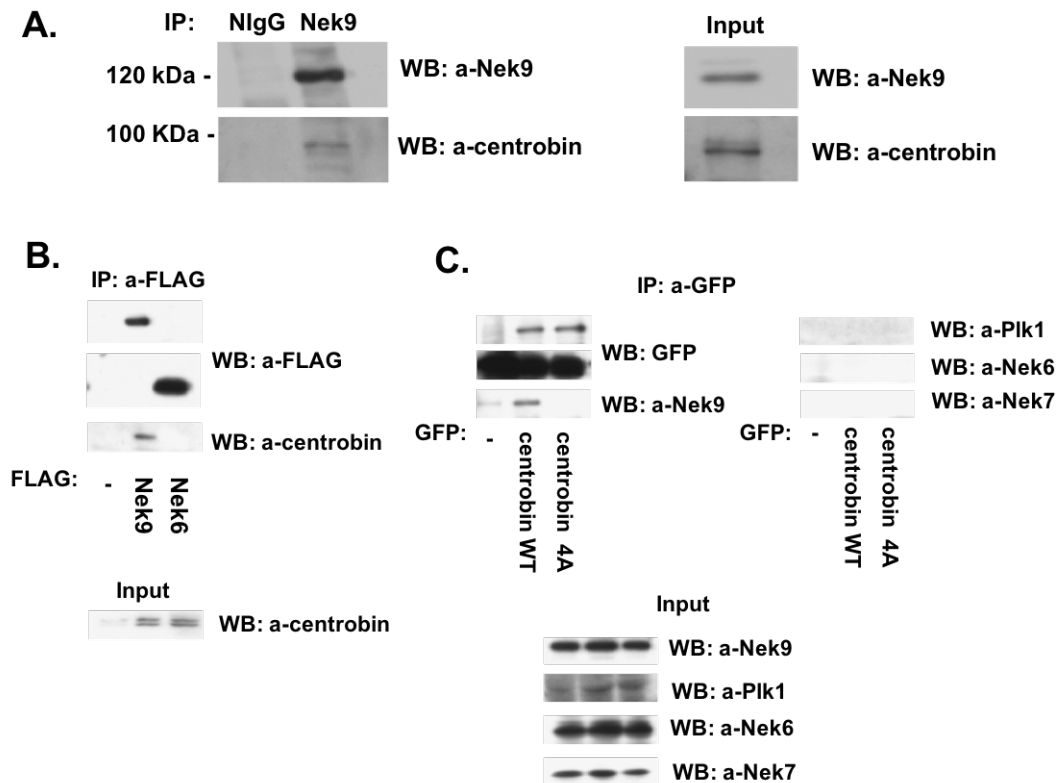 A.
IP: NIgG Nek9
120 kDa -
WB: a-Nek9
100 KDa -
WB: a-centrobin
Input
WB: a-Nek9
WB: a-centrobin
B.
IP: a-FLAG
WB: a-FLAG
WB: a-centrobin
FLAG: - Nek9 Nek6
Input
WB: a-centrobin
C.
IP: a-GFP
WB: GFP
WB: a-Nek9
GFP: - centrobin WT centrobin 4A
WB: a-Plk1
WB: a-Nek6
WB: a-Nek7
GFP: - centrobin WT centrobin 4A
Input
WB: a-Nek9
WB: a-Plk1
WB: a-Nek6
WB: a-Nek7